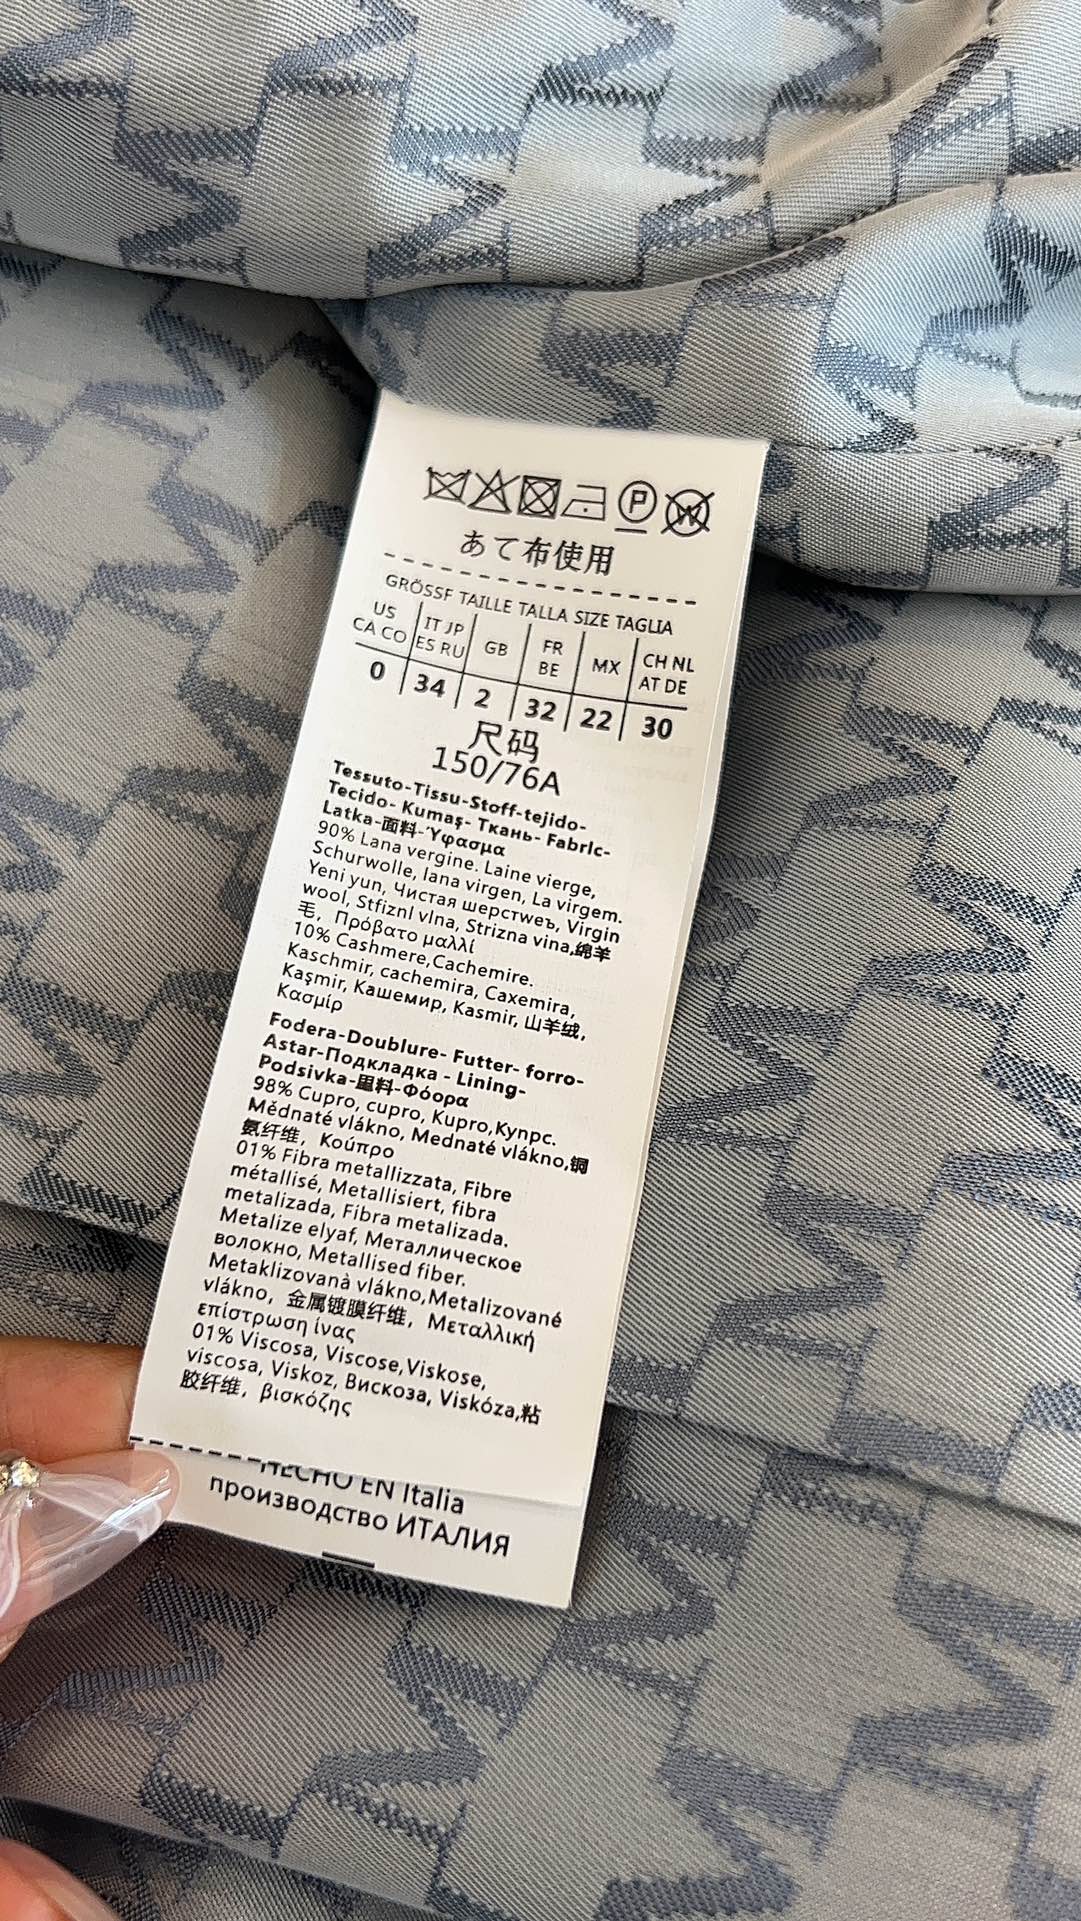 あて布使用
GRÖSSF TAILLE TALLA SIZE TAGLIA
US CA CO IT JP ES RU GB FR BE MX CH NL AT DE
0 34 2 32 22 30
尺码
150/76A
Tessuto-Tissu-Stoff-tejido-
Tecido- Kumaş- Ткань- FabrIc-
Latka-面料-Ύφασμα
90% Lana vergine. Laine vierge,
Schurwolle, lana virgen, La virgem.
Yeni yun, Чистая шерстwеъ, Virgin
wool, Stfiznl vlna, Strizna vina,绵羊
毛, Πρόβατο μαλλί
10% Cashmere,Cachemire.
Kaschmir, cachemira, Caxemira,
Kaşmir, Кашемир, Kasmir, 山羊绒,
Κασμίρ
Fodera-Doublure- Futter- forro-
Astar-Подкладка - Lining-
Podsivka-里料-Φόορα
98% Cupro, cupro, Kupro,Купрс.
Mědnaté vlákno, Mednaté vlákno,铜
氨纤维, Κούπρο
01% Fibra metallizzata, Fibre
métallisé, Metallisiert, fibra
metalizada, Fibra metalizada.
Metalize elyaf, Металлическое
волокно, Metallised fiber.
Metaklizovanà vlákno,Metalizované
vlákno, 金属镀膜纤维, Μεταλλική
επίστρωση ίνας
01% Viscosa, Viscose,Viskose,
viscosa, Viskoz, Вискоза, Viskóza,粘
胶纤维, βισκόζης
HECHO EN Italia
производство ИТАЛИЯ